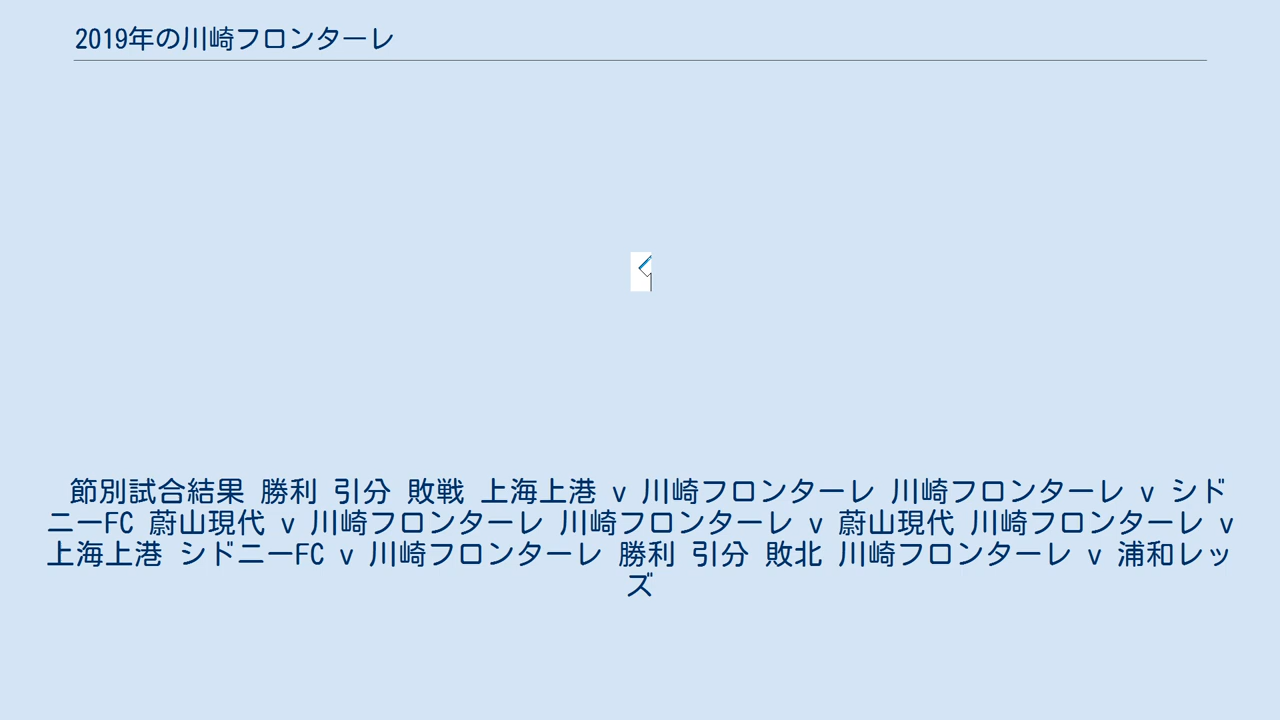 2019年の川崎フロンターレ
節別試合結果 勝利 引分 敗戦 上海上港 v 川崎フロンターレ 川崎フロンターレ v シド
ニーFC 蔚山現代 v 川崎フロンターレ 川崎フロンターレ v 蔚山現代 川崎フロンターレ v
上海上港 シドニーFC v 川崎フロンターレ 勝利 引分 敗北 川崎フロンターレ v 浦和レッ
ズ